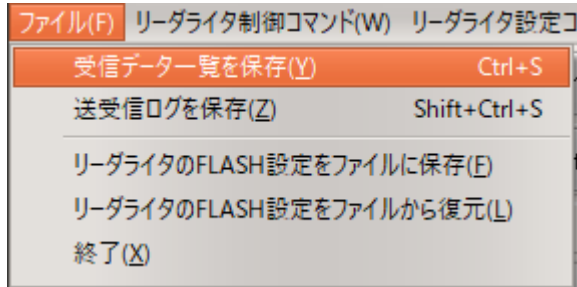 ファイル(F) リーダライタ制御コマンド(W) リーダライタ設定コ
受信データ一覧を保存(Y) Ctrl+S
送受信ログを保存(Z) Shift+Ctrl+S
リーダライタのFLASH設定をファイルに保存(F)
リーダライタのFLASH設定をファイルから復元(L)
終了(X)